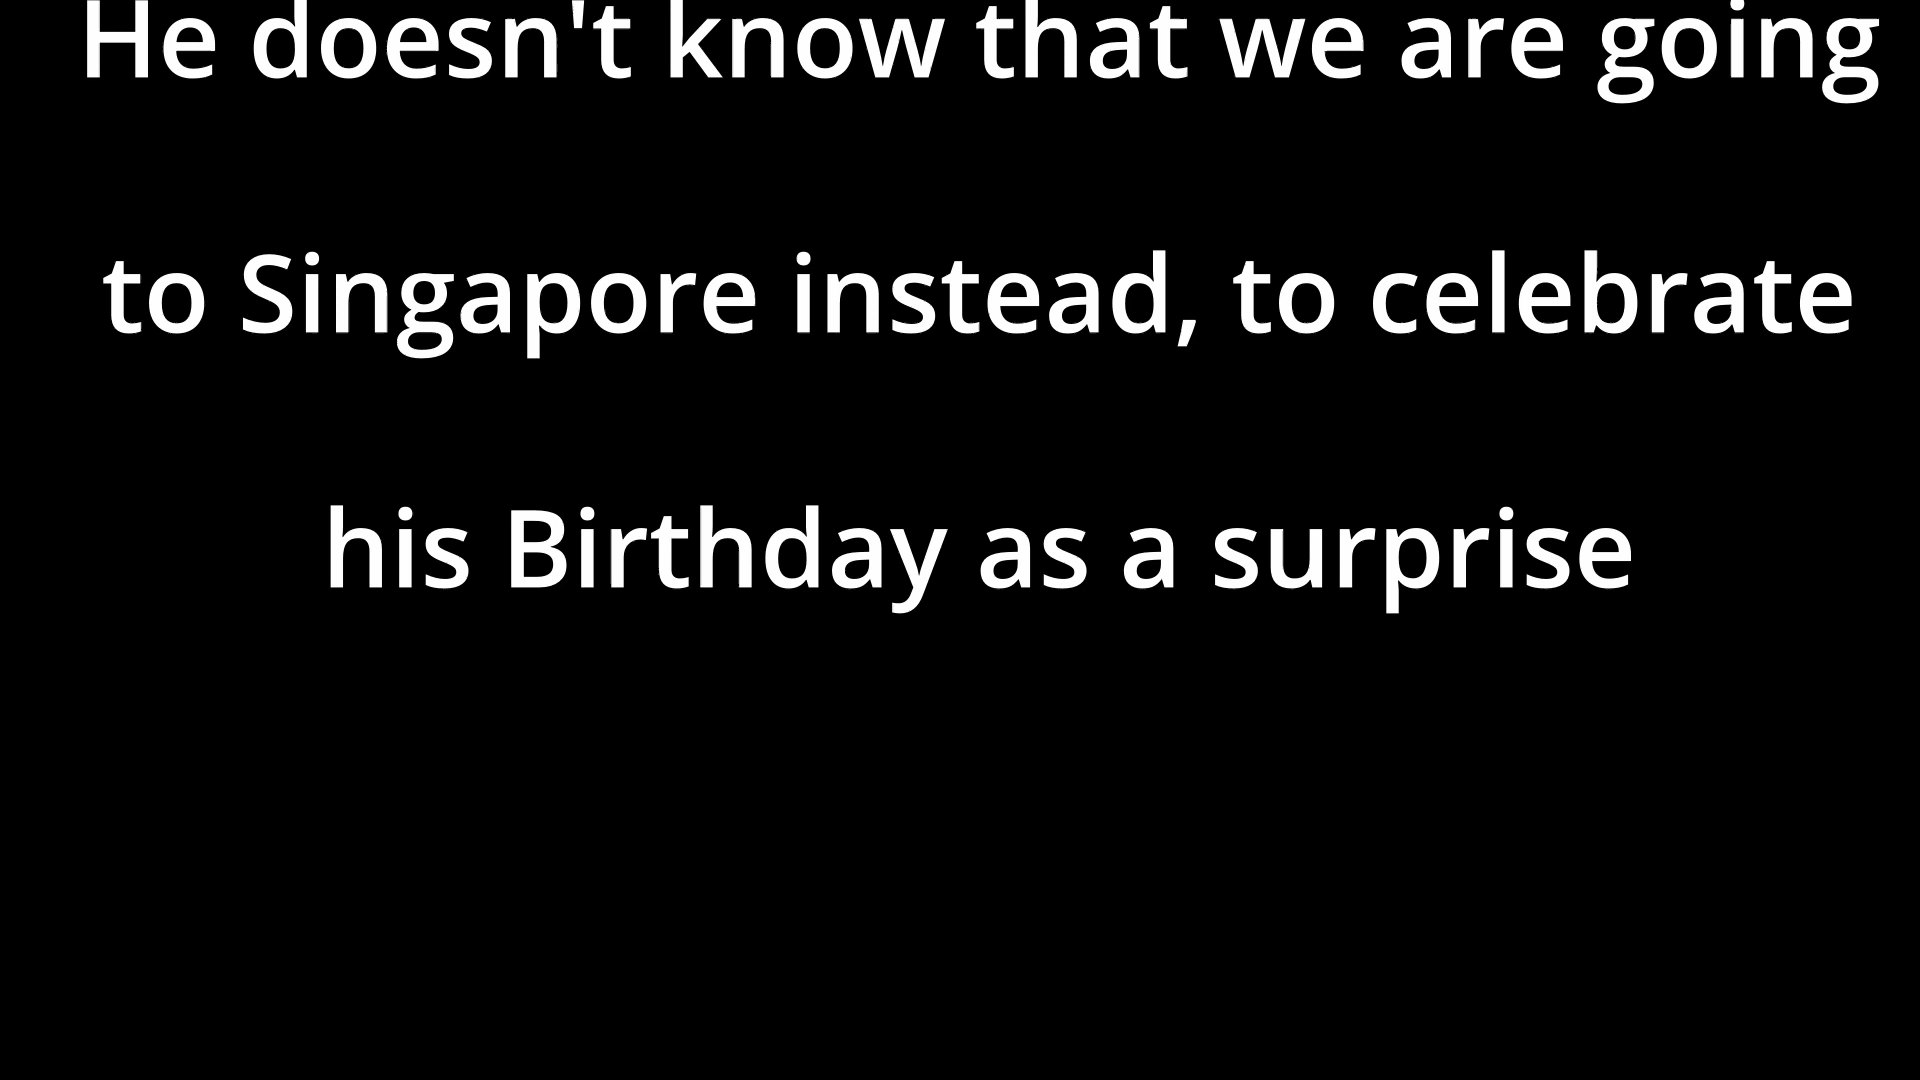 He doesn't know that we are going
to Singapore instead, to celebrate
his Birthday as a surprise